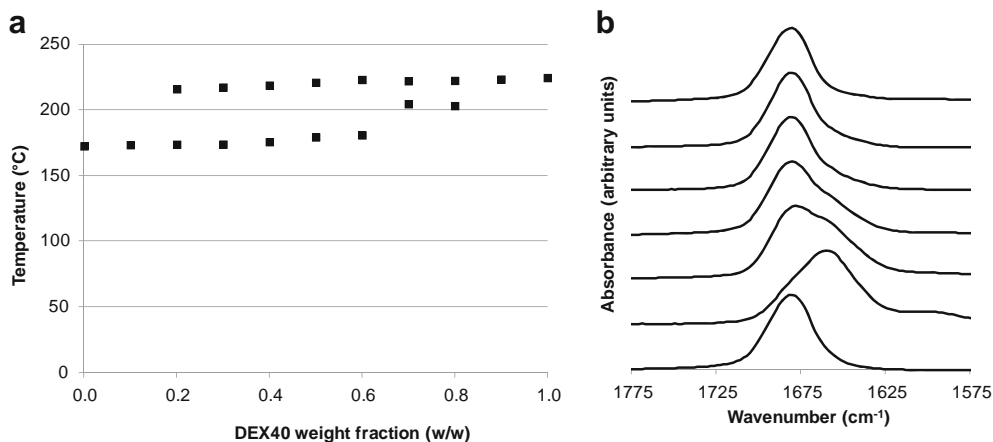 a
250
200
150
100
50
0
Temperature (°C)
0.0 0.2 0.4 0.6 0.8 1.0
DEX40 weight fraction (w/w)
b
Absorbance (arbitrary units)
1775 1725 1675 1625 1575
Wavenumber (cm⁻¹)